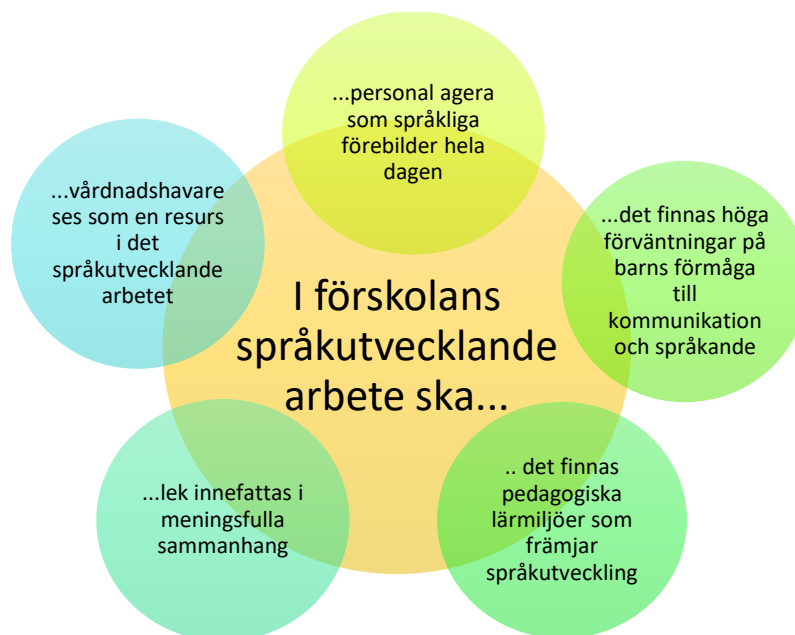 I förskolans
språkutvecklande
arbete ska...
...personal agera
som språkliga
förebilder hela
dagen
...det finnas höga
förväntningar på
barns förmåga
till
kommunikation
och språkande
.. det finnas
pedagogiska
lärmiljöer som
främjar
språkutveckling
...lek innefattas i
meningsfulla
sammanhang
...vårdnadshavare
ses som en resurs
i det
språkutvecklande
arbetet